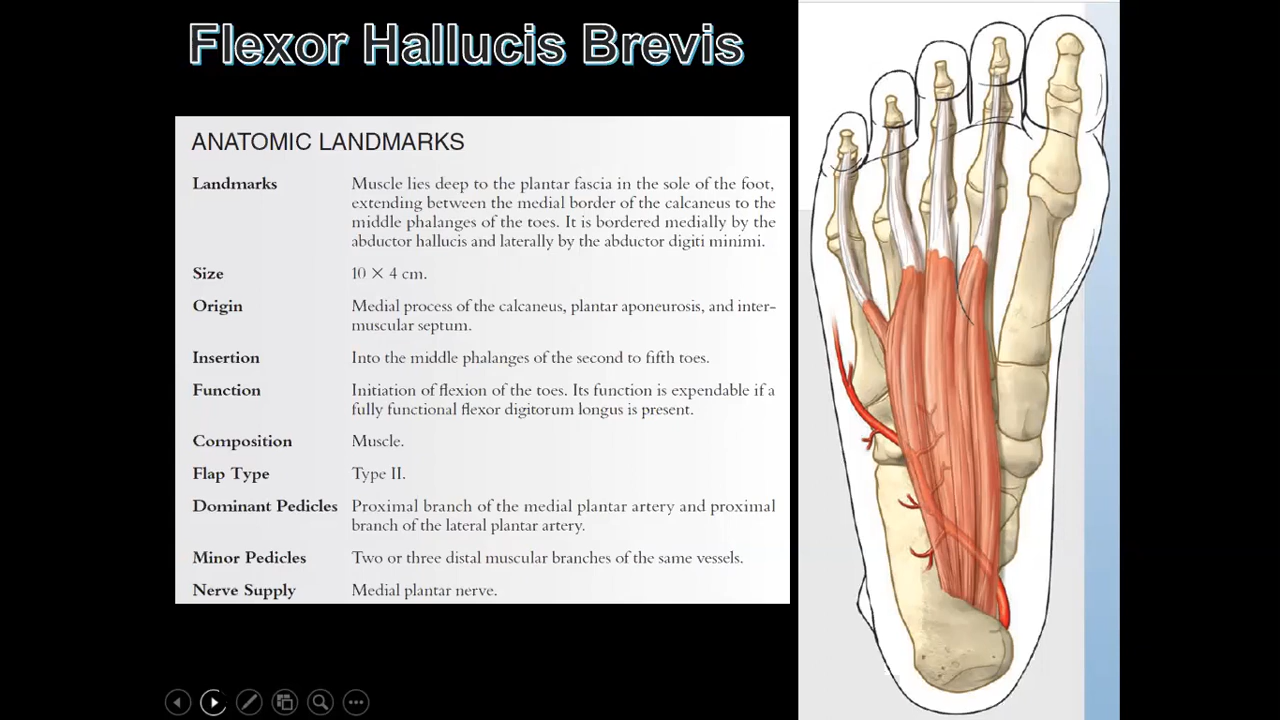 Flexor Hallucis Brevis
ANATOMIC LANDMARKS
Landmarks Muscle lies deep to the plantar fascia in the sole of the foot,
extending between the medial border of the calcaneus to the
middle phalanges of the toes. It is bordered medially by the
abductor hallucis and laterally by the abductor digiti minimi.
Size 10 × 4 cm.
Origin Medial process of the calcaneus, plantar aponeurosis, and inter-
muscular septum.
Insertion Into the middle phalanges of the second to fifth toes.
Function Initiation of flexion of the toes. Its function is expendable if a
fully functional flexor digitorum longus is present.
Composition Muscle.
Flap Type Type II.
Dominant Pedicles Proximal branch of the medial plantar artery and proximal
branch of the lateral plantar artery.
Minor Pedicles Two or three distal muscular branches of the same vessels.
Nerve Supply Medial plantar nerve.